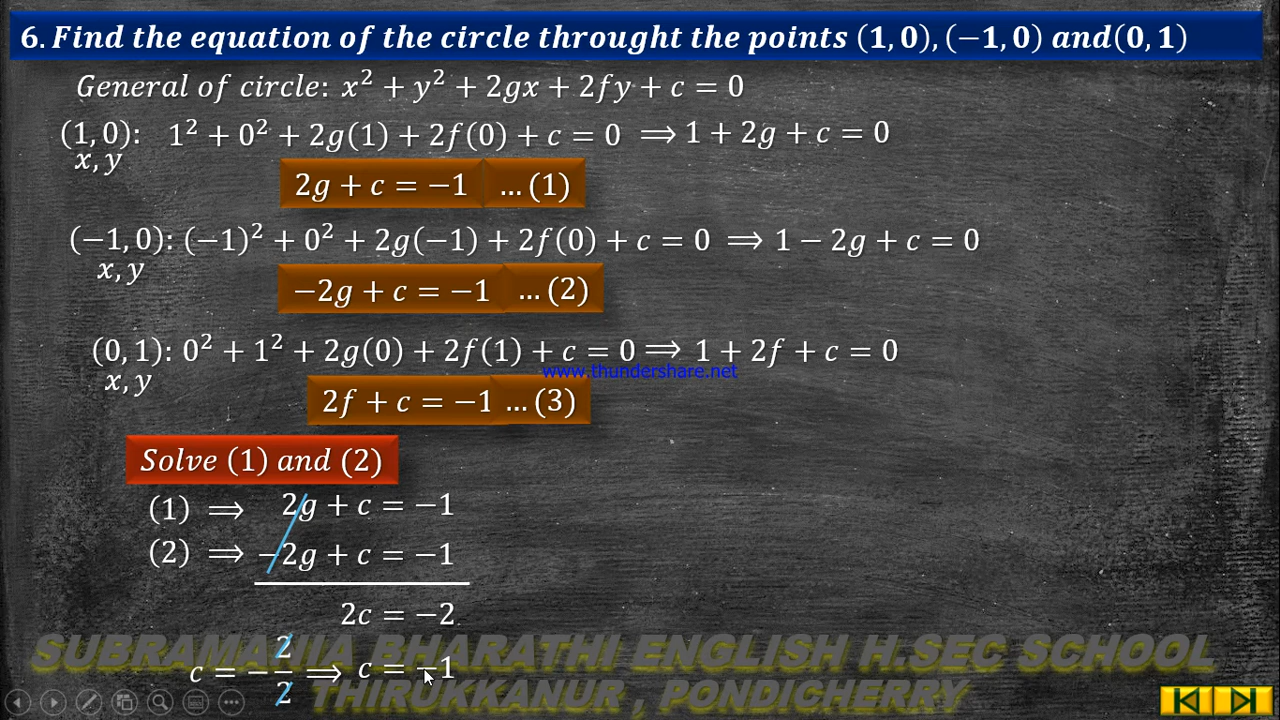 6. Find the equation of the circle throught the points (1, 0), (−1, 0) and(0, 1)
General of circle: x² + y² + 2gx + 2fy + c = 0
(1, 0): 1² + 0² + 2g(1) + 2f(0) + c = 0 ⟹ 1 + 2g + c = 0
x, y
2g + c = −1 ... (1)
(−1, 0): (−1)² + 0² + 2g(−1) + 2f(0) + c = 0 ⟹ 1 − 2g + c = 0
x, y
−2g + c = −1 ... (2)
(0, 1): 0² + 1² + 2g(0) + 2f(1) + c = 0 ⟹ 1 + 2f + c = 0
www.thundershare.net
x, y
2f + c = −1 ... (3)
Solve (1) and (2)
(1) ⟹ 2g + c = −1
(2) ⟹ −2g + c = −1
2c = −2
SUBRAMANIA BHARATHI ENGLISH H.SEC SCHOOL
c = −2/2 ⟹ c = −1
THIRUKKANUR , PONDICHERRY